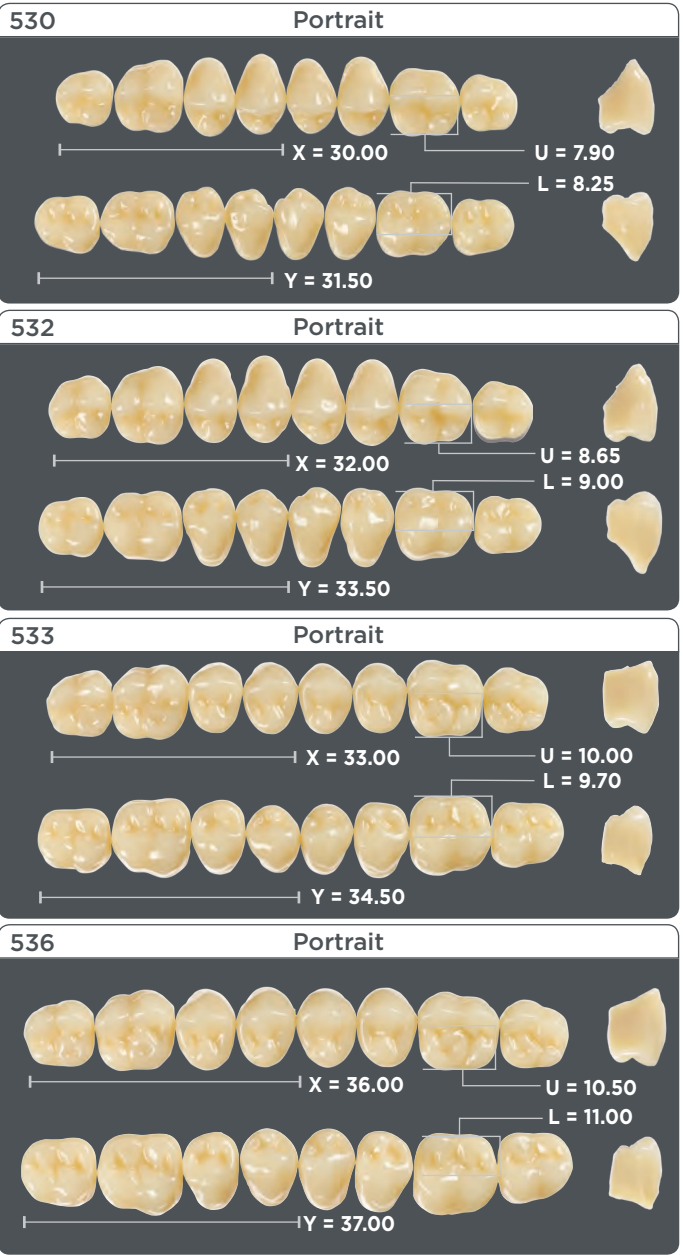 530 Portrait
X = 30.00
U = 7.90
L = 8.25
Y = 31.50
532 Portrait
X = 32.00
U = 8.65
L = 9.00
Y = 33.50
533 Portrait
X = 33.00
U = 10.00
L = 9.70
Y = 34.50
536 Portrait
X = 36.00
U = 10.50
L = 11.00
Y = 37.00